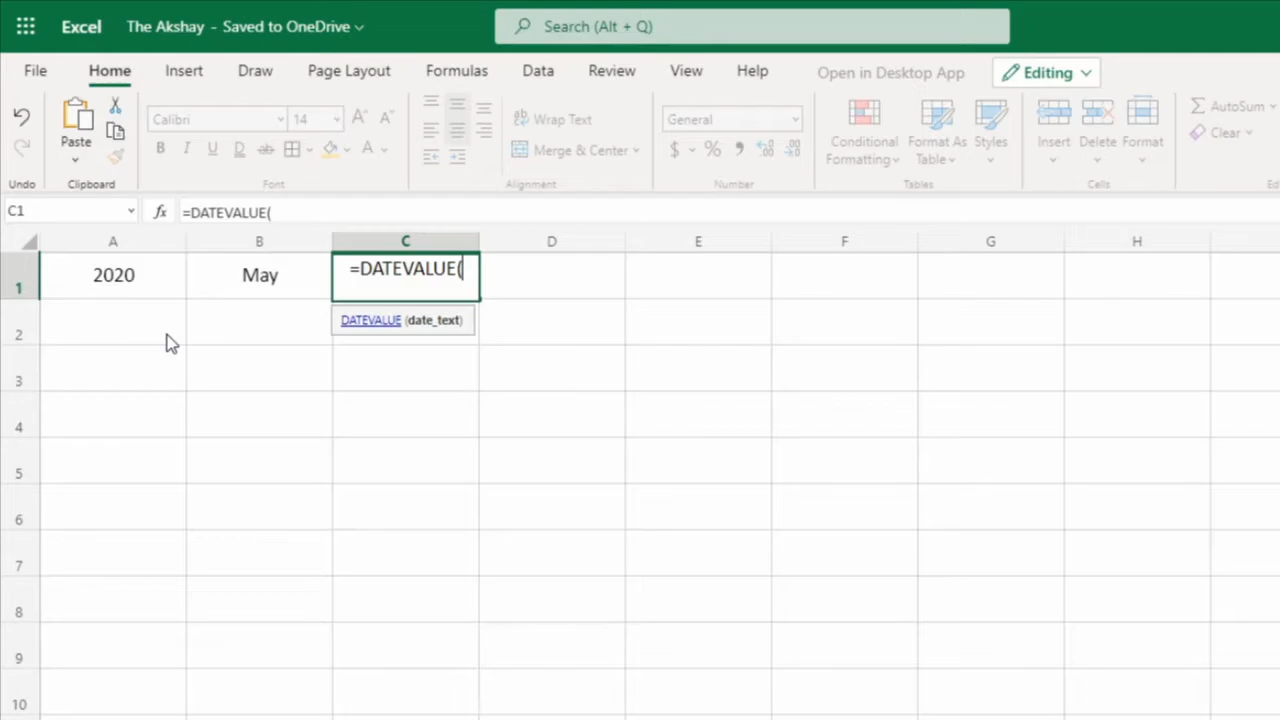 Excel The Akshay - Saved to OneDrive Search (Alt + Q)
File Home Insert Draw Page Layout Formulas Data Review View Help Open in Desktop App Editing
Calibri 14 Wrap Text General AutoSum
Paste Conditional Formatting Format As Table Styles Insert Delete Format Clear
B I U D ab A Merge & Center $ %
Undo Clipboard Font Alignment Number Tables Cells Ed
C1 fx =DATEVALUE(
A B C D E F G H
1 2020 May =DATEVALUE(
DATEVALUE (date_text)
2
3
4
5
6
7
8
9
10